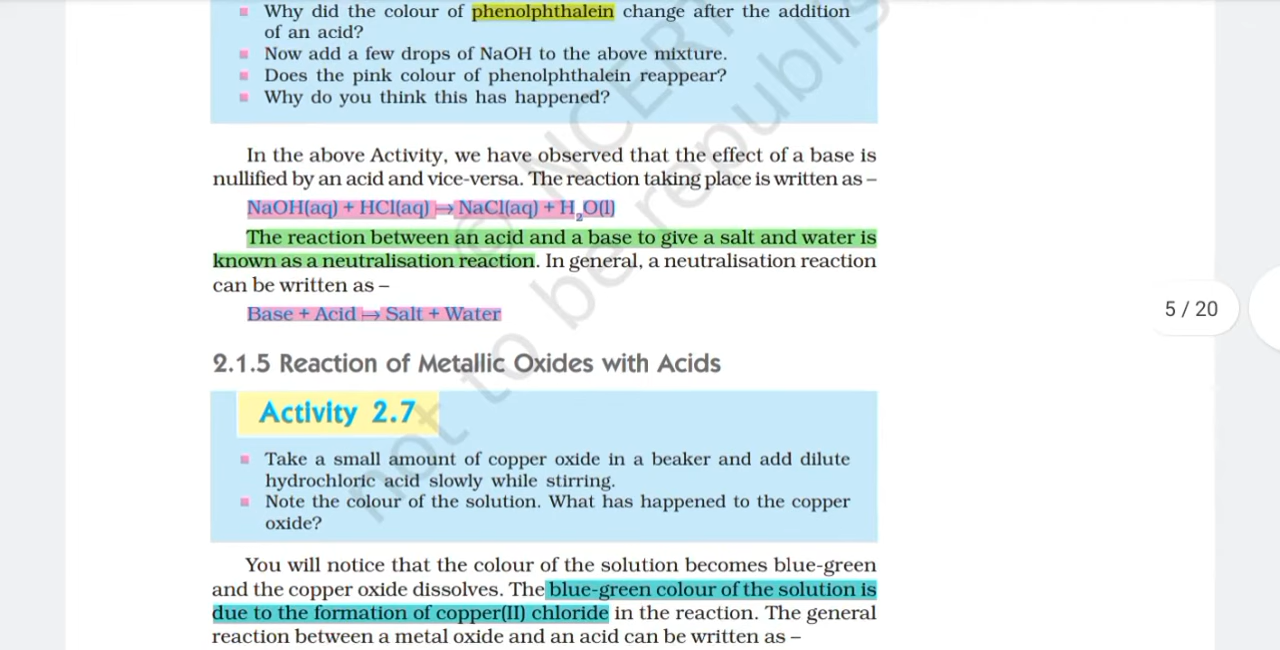 Why did the colour of phenolphthalein change after the addition
of an acid?
Now add a few drops of NaOH to the above mixture.
Does the pink colour of phenolphthalein reappear?
Why do you think this has happened?
In the above Activity, we have observed that the effect of a base is
nullified by an acid and vice-versa. The reaction taking place is written as –
NaOH(aq) + HCl(aq) → NaCl(aq) + H₂O(l)
The reaction between an acid and a base to give a salt and water is
known as a neutralisation reaction. In general, a neutralisation reaction
can be written as –
Base + Acid → Salt + Water
5 / 20
2.1.5 Reaction of Metallic Oxides with Acids
Activity 2.7
Take a small amount of copper oxide in a beaker and add dilute
hydrochloric acid slowly while stirring.
Note the colour of the solution. What has happened to the copper
oxide?
You will notice that the colour of the solution becomes blue-green
and the copper oxide dissolves. The blue-green colour of the solution is
due to the formation of copper(II) chloride in the reaction. The general
reaction between a metal oxide and an acid can be written as –
© NCERT
not to be republis